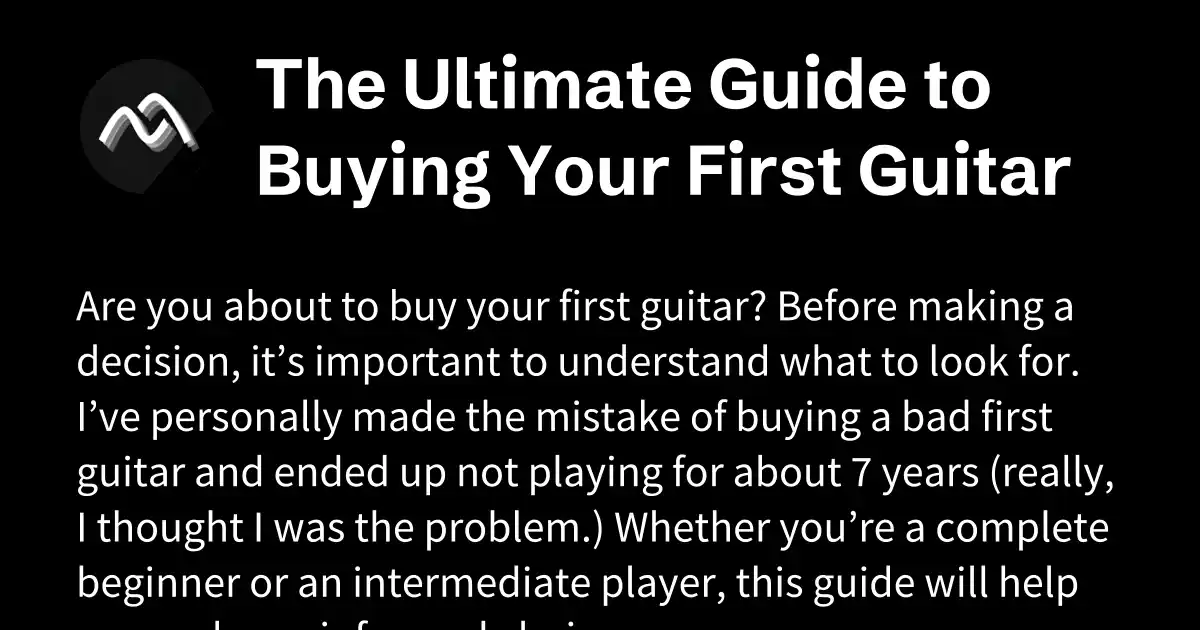 The Ultimate Guide to
Buying Your First Guitar
Are you about to buy your first guitar? Before making a
decision, it’s important to understand what to look for.
I’ve personally made the mistake of buying a bad first
guitar and ended up not playing for about 7 years (really,
I thought I was the problem.) Whether you’re a complete
beginner or an intermediate player, this guide will help